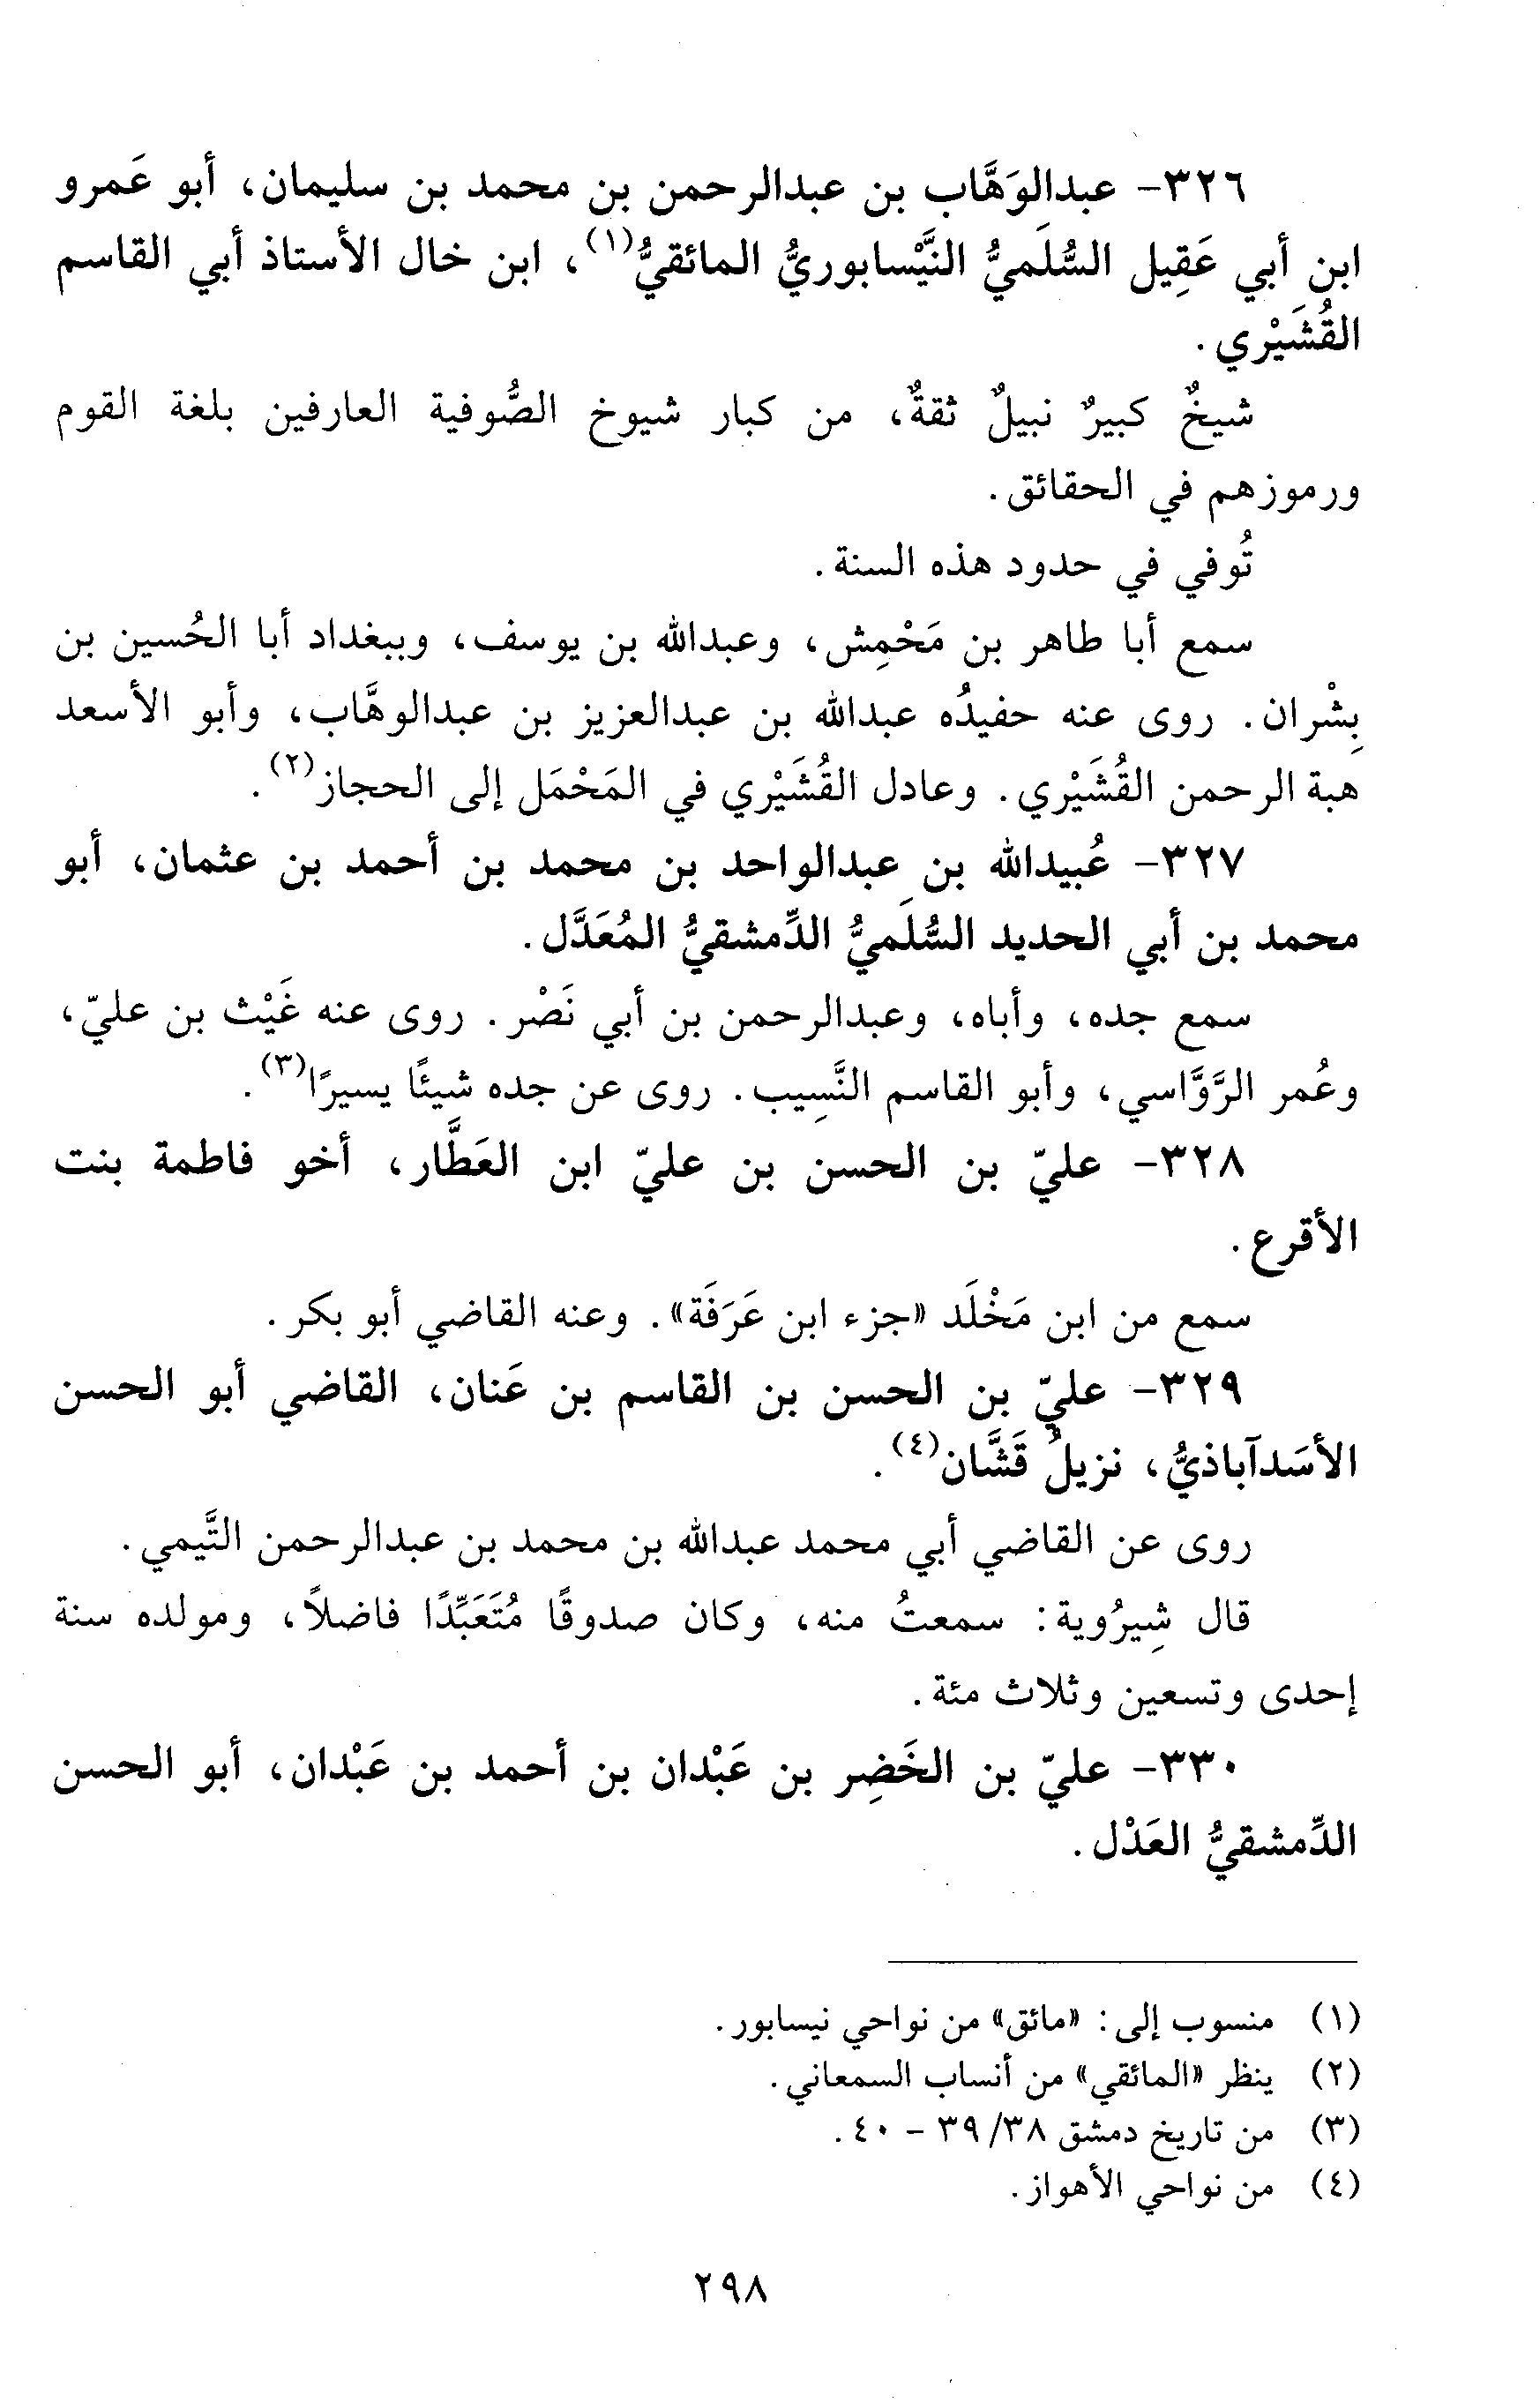 ٣٢٦- عبدالوَهَّاب بن عبدالرحمن بن محمد بن سليمان، أبو عَمرو
ابن أبي عَقِيل السُّلَميُّ النَّيْسابوريُّ المائقيُّ(١)، ابن خال الأستاذ أبي القاسم
القُشَيْري.
شيخٌ كبيرٌ نبيلٌ ثقةٌ، من كبار شيوخ الصُّوفية العارفين بلغة القوم
ورموزهم في الحقائق.
تُوفي في حدود هذه السنة.
سمع أبا طاهر بن مَحْمِش، وعبدالله بن يوسف، وببغداد أبا الحُسين بن
بِشْران. روى عنه حفيدُه عبدالله بن عبدالعزيز بن عبدالوهَّاب، وأبو الأسعد
هبة الرحمن القُشَيْري. وعادل القُشَيْري في المَحْمَل إلى الحجاز(٢).
٣٢٧- عُبيدالله بن عبدالواحد بن محمد بن أحمد بن عثمان، أبو
محمد بن أبي الحديد السُّلَميُّ الدِّمشقيُّ المُعَدَّل.
سمع جده، وأباه، وعبدالرحمن بن أبي نَصْر. روى عنه غَيْث بن عليّ،
وعُمر الرَّوَّاسي، وأبو القاسم النَّسِيب. روى عن جده شيئًا يسيرًا(٣).
٣٢٨- عليّ بن الحسن بن عليّ ابن العَطَّار، أخو فاطمة بنت
الأقرع.
سمع من ابن مَخْلَد «جزء ابن عَرَفَة». وعنه القاضي أبو بكر.
٣٢٩- عليّ بن الحسن بن القاسم بن عَنان، القاضي أبو الحسن
الأسَدآباذيُّ، نزيلُ قَشَّان(٤).
روى عن القاضي أبي محمد عبدالله بن محمد بن عبدالرحمن التَّيمي.
قال شِيرُوية: سمعتُ منه، وكان صدوقًا مُتَعَبِّدًا فاضلاً، ومولده سنة
إحدى وتسعين وثلاث مئة.
٣٣٠- عليّ بن الخَضِر بن عَبْدان بن أحمد بن عَبْدان، أبو الحسن
الدِّمشقيُّ العَدْل.
(١) منسوب إلى: «مائق» من نواحي نيسابور.
(٢) ينظر «المائقي» من أنساب السمعاني.
(٣) من تاريخ دمشق ٣٨/ ٣٩ - ٤٠.
(٤) من نواحي الأهواز.
٢٩٨